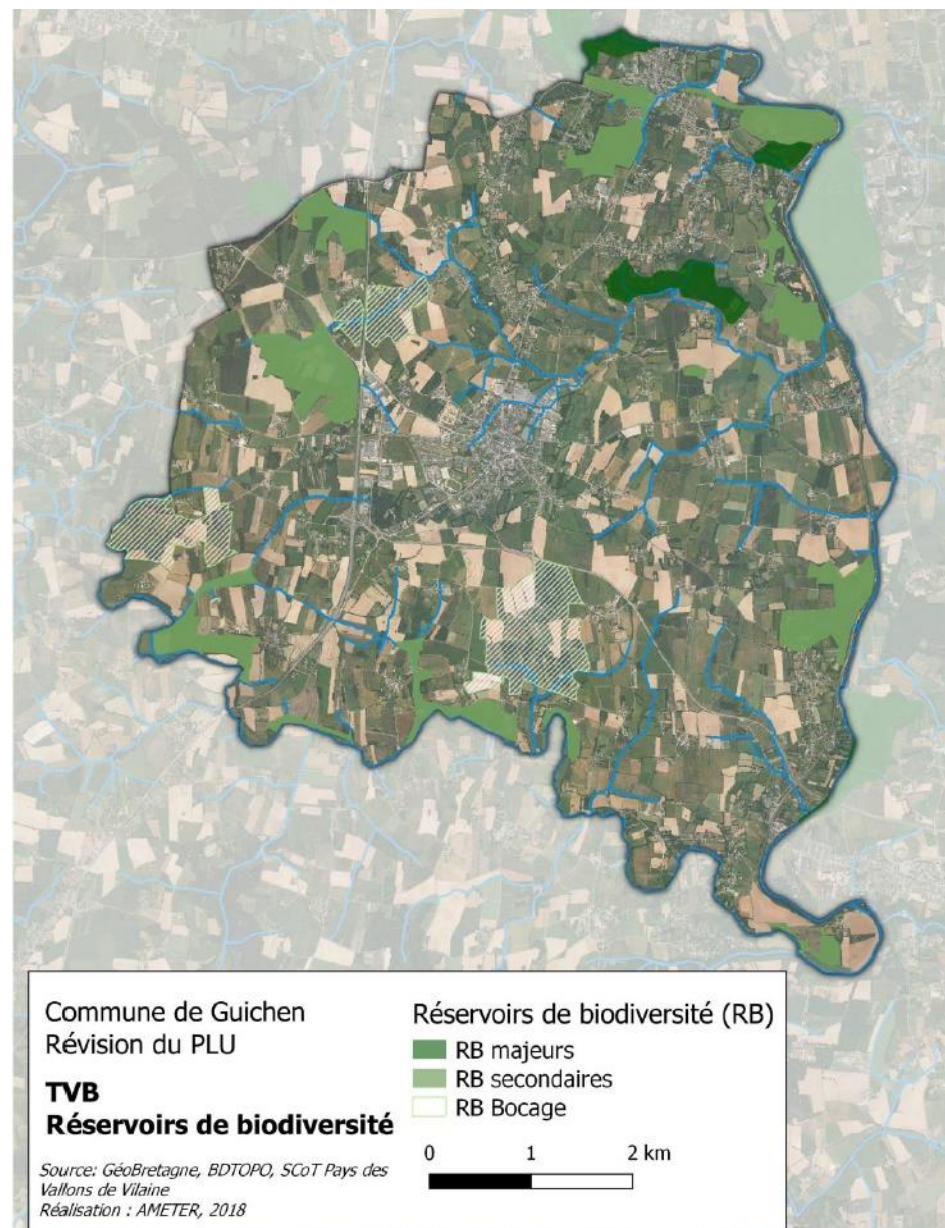 Commune de Guichen
Révision du PLU
TVB
Réservoirs de biodiversité
Source: GéoBretagne, BDTOPO, SCoT Pays des
Vallons de Vilaine
Réalisation : AMETER, 2018
Réservoirs de biodiversité (RB)
RB majeurs
RB secondaires
RB Bocage
0 1 2 km